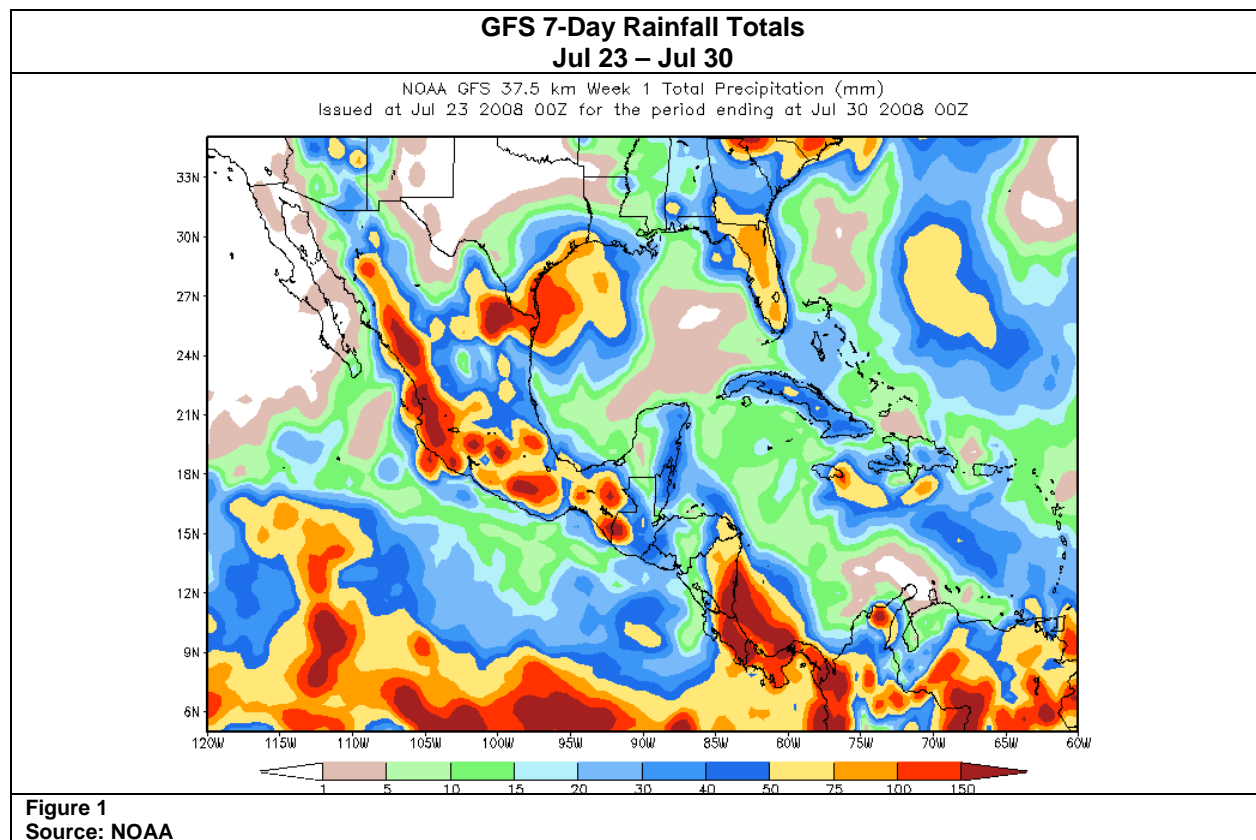 GFS 7-Day Rainfall Totals
Jul 23 – Jul 30
NOAA GFS 37.5 km Week 1 Total Precipitation (mm)
Issued at Jul 23 2008 00Z for the period ending at Jul 30 2008 00Z
33N
30N
27N
24N
21N
18N
15N
12N
9N
6N
120W 115W 110W 105W 100W 95W 90W 85W 80W 75W 70W 65W 60W
1 5 10 15 20 30 40 50 75 100 150
Figure 1
Source: NOAA